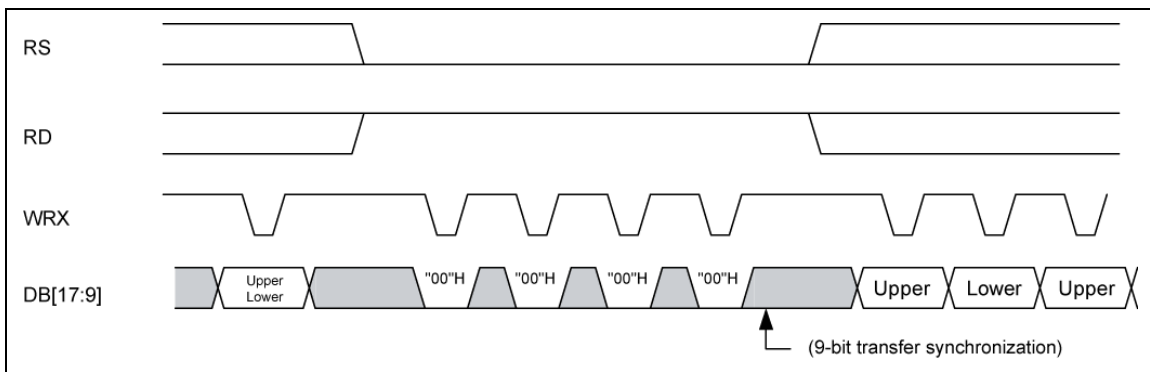 RS
RD
WRX
DB[17:9]
Upper
Lower
"00"H
"00"H
"00"H
"00"H
Upper
Lower
Upper
(9-bit transfer synchronization)